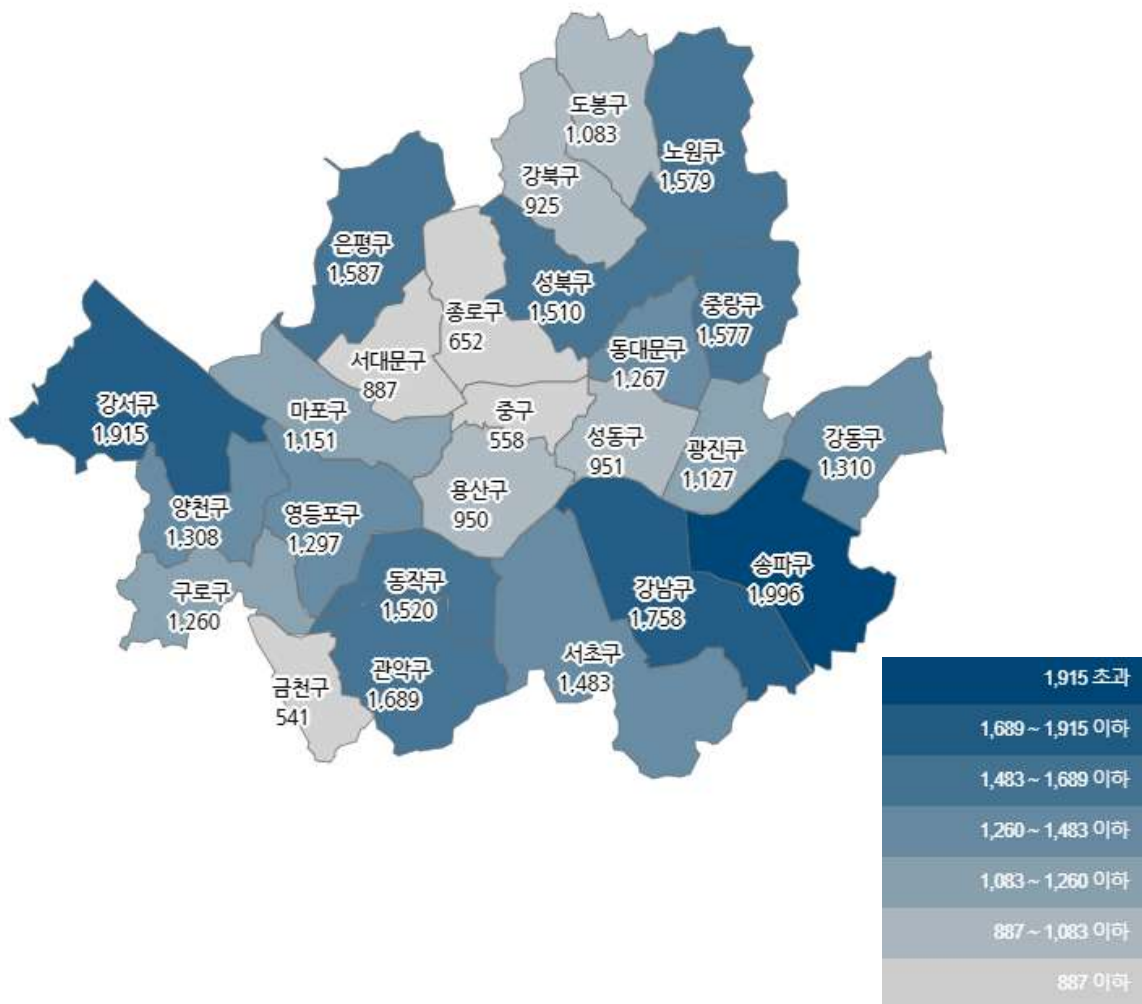 도봉구
1,083
노원구
1,579
강북구
925
은평구
1,587
성북구
1,510
중랑구
1,577
종로구
652
동대문구
1,267
서대문구
887
강서구
1,915
마포구
1,151
중구
558
성동구
951
광진구
1,127
강동구
1,310
용산구
950
양천구
1,308
영등포구
1,297
송파구
1,996
동작구
1,520
강남구
1,758
구로구
1,260
서초구
1,483
관악구
1,689
금천구
541
1,915 초과
1,689 ~ 1,915 이하
1,483 ~ 1,689 이하
1,260 ~ 1,483 이하
1,083 ~ 1,260 이하
887 ~ 1,083 이하
887 이하